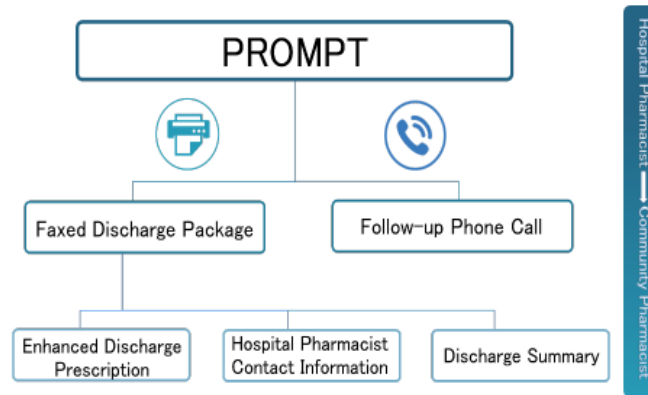 PROMPT
Faxed Discharge Package
Follow-up Phone Call
Enhanced Discharge
Prescription
Hospital Pharmacist
Contact Information
Discharge Summary
Hospital Pharmacist → Community Pharmacist